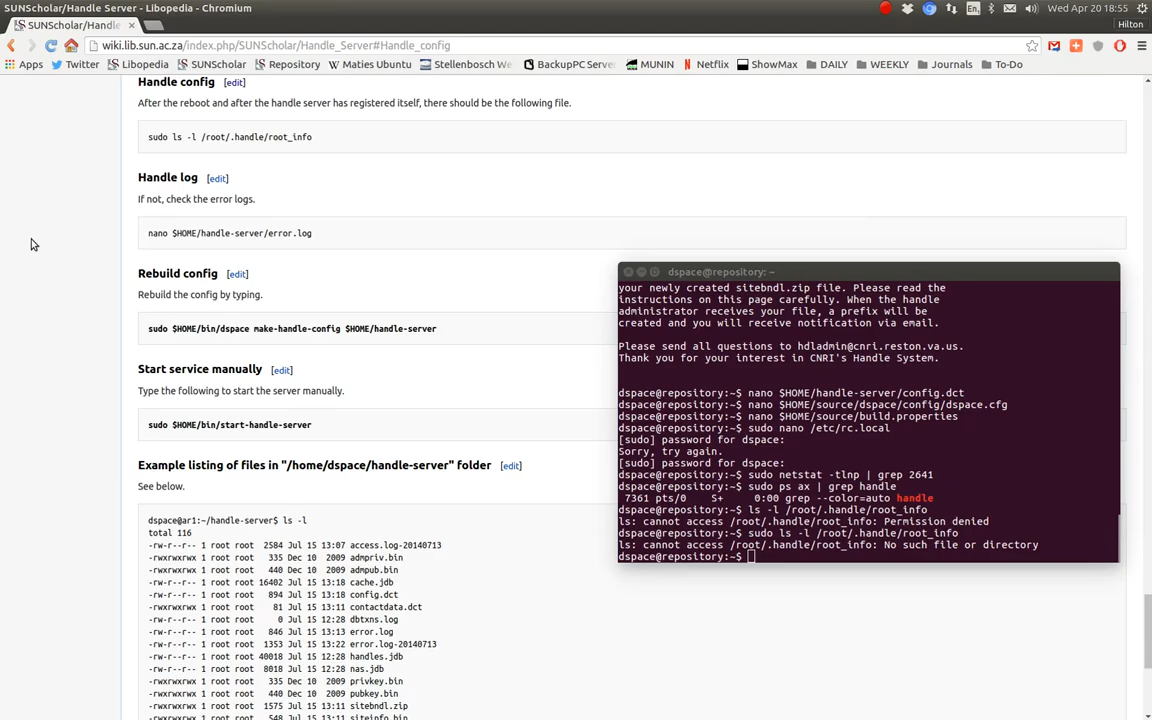 SUNScholar/Handle Server - Libopedia - Chromium
En
Wed Apr 20 18:55
SUNScholar/Handle
Hilton
wiki.lib.sun.ac.za/index.php/SUNScholar/Handle_Server#Handle_config
Apps
Twitter
Libopedia
SUNScholar
Repository
Maties Ubuntu
Stellenbosch We
BackupPC Serve
MUNIN
Netflix
ShowMax
DAILY
WEEKLY
Journals
To-Do
Handle config [edit]
After the reboot and after the handle server has registered itself, there should be the following file.
sudo ls -l /root/.handle/root_info
Handle log [edit]
If not, check the error logs.
nano $HOME/handle-server/error.log
Rebuild config [edit]
Rebuild the config by typing.
sudo $HOME/bin/dspace make-handle-config $HOME/handle-server
Start service manually [edit]
Type the following to start the server manually.
sudo $HOME/bin/start-handle-server
Example listing of files in "/home/dspace/handle-server" folder [edit]
See below.
dspace@ar1:~/handle-server$ ls -l
total 116
-rw-r--r-- 1 root root 2584 Jul 15 13:07 access.log-20140713
-rwxrwxrwx 1 root root 335 Dec 10 2009 admpriv.bin
-rwxrwxrwx 1 root root 440 Dec 10 2009 admpub.bin
-rw-r--r-- 1 root root 16402 Jul 15 13:18 cache.jdb
-rw-r--r-- 1 root root 894 Jul 15 13:18 config.dct
-rwxrwxrwx 1 root root 81 Jul 15 13:11 contactdata.dct
-rw-r--r-- 1 root root 0 Jul 15 12:28 dbtxns.log
-rw-r--r-- 1 root root 846 Jul 15 13:13 error.log
-rw-r--r-- 1 root root 1353 Jul 15 13:22 error.log-20140713
-rw-r--r-- 1 root root 40018 Jul 15 12:28 handles.jdb
-rw-r--r-- 1 root root 8018 Jul 15 12:28 nas.jdb
-rwxrwxrwx 1 root root 335 Dec 10 2009 privkey.bin
-rwxrwxrwx 1 root root 440 Dec 10 2009 pubkey.bin
-rw-r--r-- 1 root root 1575 Jul 15 13:11 sitebndl.zip
-rw-r--r-- 1 root root 548 Jul 15 13:11 siteinfo.bin
dspace@repository: ~
your newly created sitebndl.zip file. Please read the
instructions on this page carefully. When the handle
administrator receives your file, a prefix will be
created and you will receive notification via email.
Please send all questions to hdladmin@cnri.reston.va.us.
Thank you for your interest in CNRI's Handle System.
dspace@repository:~$ nano $HOME/handle-server/config.dct
dspace@repository:~$ nano $HOME/source/dspace/config/dspace.cfg
dspace@repository:~$ nano $HOME/source/build.properties
dspace@repository:~$ sudo nano /etc/rc.local
[sudo] password for dspace:
Sorry, try again.
[sudo] password for dspace:
dspace@repository:~$ sudo netstat -tlnp | grep 2641
dspace@repository:~$ sudo ps ax | grep handle
7361 pts/0 S+ 0:00 grep --color=auto handle
dspace@repository:~$ ls -l /root/.handle/root_info
ls: cannot access /root/.handle/root_info: Permission denied
dspace@repository:~$ sudo ls -l /root/.handle/root_info
ls: cannot access /root/.handle/root_info: No such file or directory
dspace@repository:~$